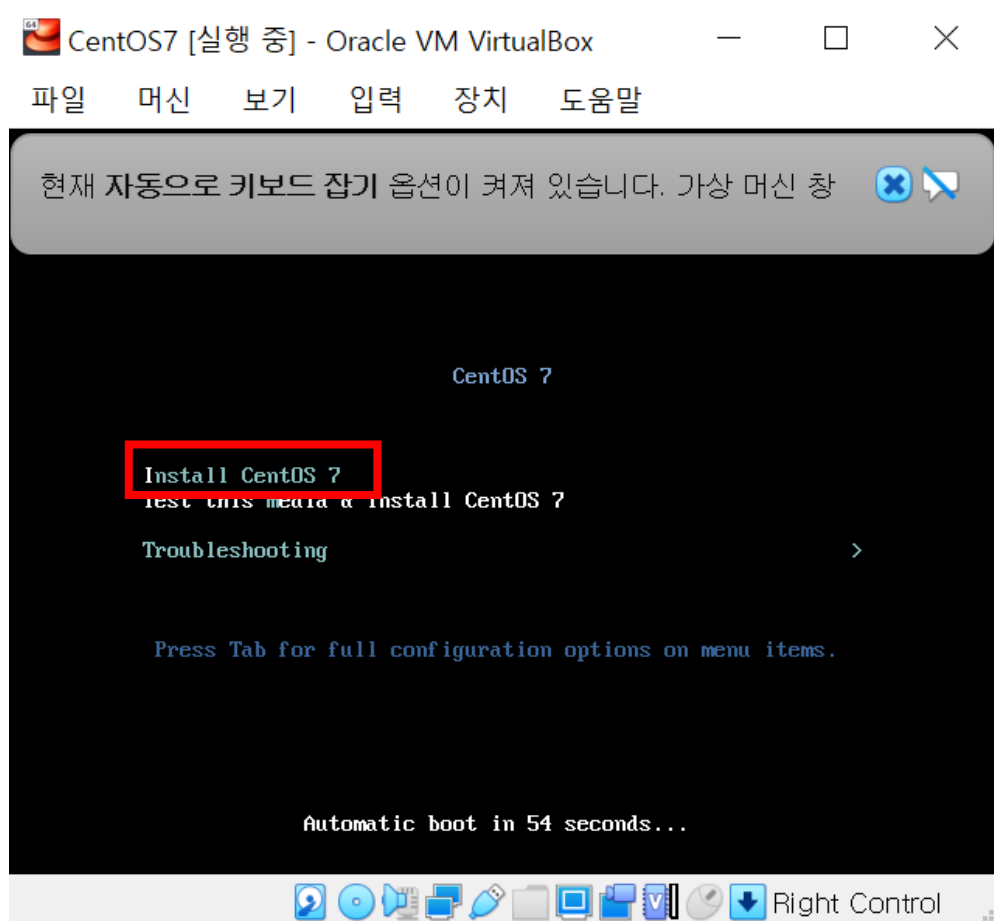 CentOS7 [실행 중] - Oracle VM VirtualBox
파일 머신 보기 입력 장치 도움말
현재 자동으로 키보드 잡기 옵션이 켜져 있습니다. 가상 머신 창
CentOS 7
Install CentOS 7
Test this media & install CentOS 7
Troubleshooting >
Press Tab for full configuration options on menu items.
Automatic boot in 54 seconds...
Right Control